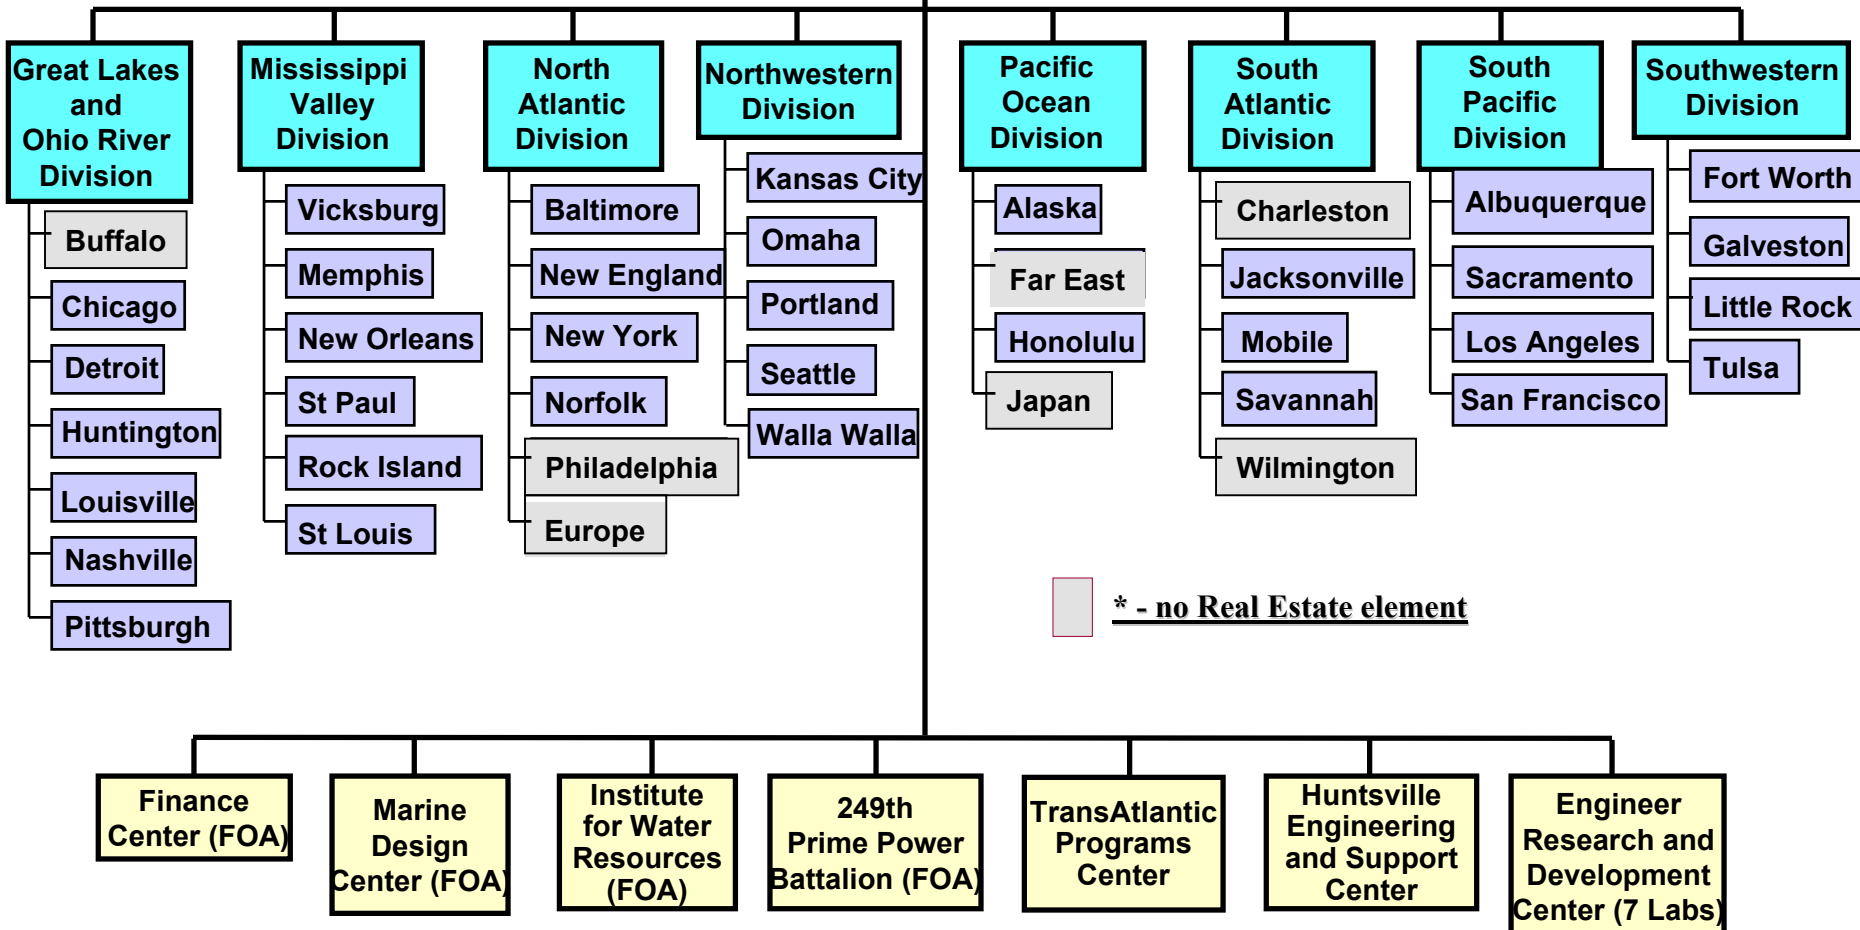 Great Lakes
and
Ohio River
Division
Buffalo
Chicago
Detroit
Huntington
Louisville
Nashville
Pittsburgh
Mississippi
Valley
Division
Vicksburg
Memphis
New Orleans
St Paul
Rock Island
St Louis
North
Atlantic
Division
Baltimore
New England
New York
Norfolk
Philadelphia
Europe
Northwestern
Division
Kansas City
Omaha
Portland
Seattle
Walla Walla
Pacific
Ocean
Division
Alaska
Far East
Honolulu
Japan
South
Atlantic
Division
Charleston
Jacksonville
Mobile
Savannah
Wilmington
South
Pacific
Division
Albuquerque
Sacramento
Los Angeles
San Francisco
Southwestern
Division
Fort Worth
Galveston
Little Rock
Tulsa
* - no Real Estate element
Finance
Center (FOA)
Marine
Design
Center (FOA)
Institute
for Water
Resources
(FOA)
249th
Prime Power
Battalion (FOA)
TransAtlantic
Programs
Center
Huntsville
Engineering
and Support
Center
Engineer
Research and
Development
Center (7 Labs)